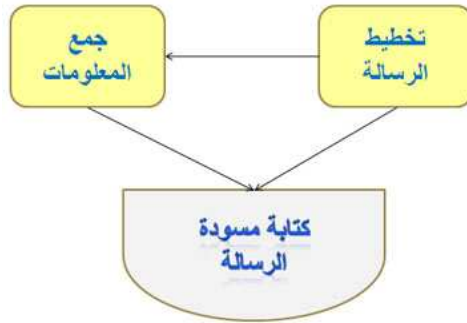 تخطيط
الرسالة
جمع
المعلومات
كتابة مسودة
الرسالة